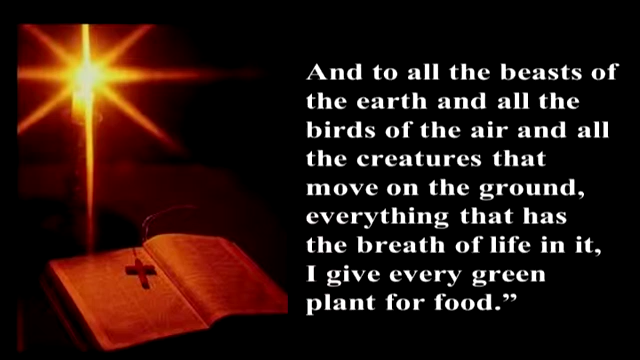 And to all the beasts of
the earth and all the
birds of the air and all
the creatures that
move on the ground,
everything that has
the breath of life in it,
I give every green
plant for food.”